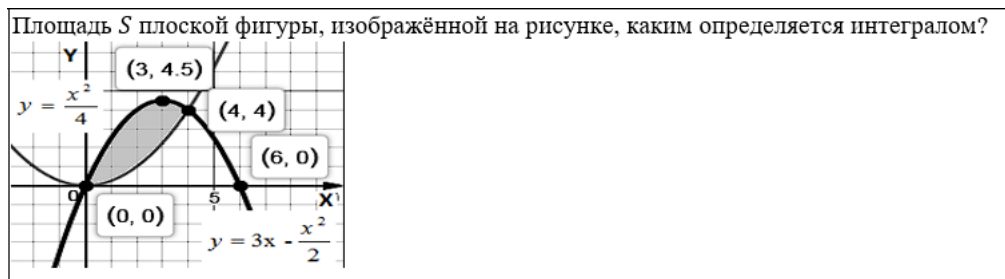 Площадь S плоской фигуры, изображённой на рисунке, каким определяется интегралом?
Y
(3, 4.5)
y = x²/4
(4, 4)
(6, 0)
0
5
X
(0, 0)
y = 3x - x²/2